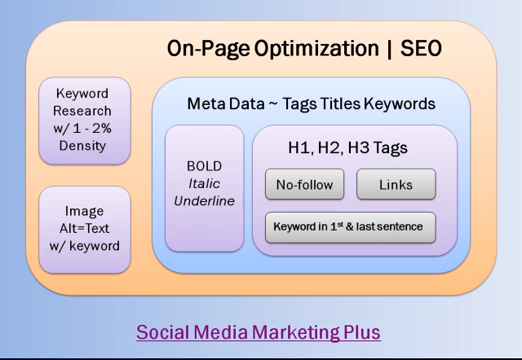 On-Page Optimization | SEO
Keyword
Research
w/ 1 - 2%
Density
Image
Alt=Text
w/ keyword
Meta Data ~ Tags Titles Keywords
BOLD
Italic
Underline
H1, H2, H3 Tags
No-follow
Links
Keyword in 1st & last sentence
Social Media Marketing Plus